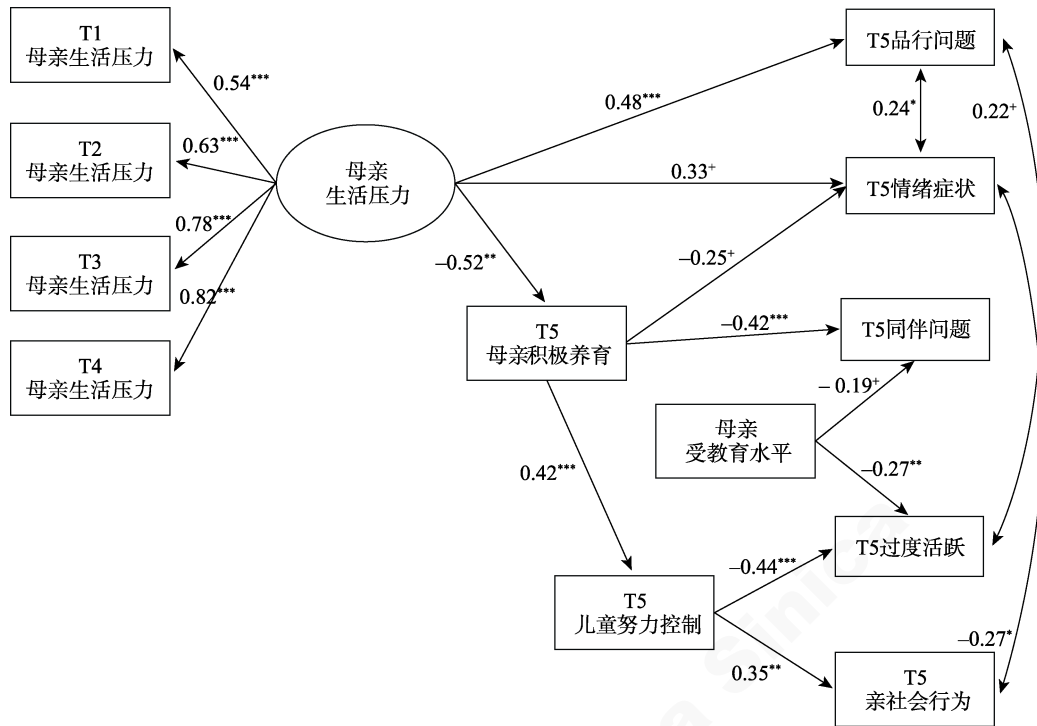 T1
母亲生活压力
T2
母亲生活压力
T3
母亲生活压力
T4
母亲生活压力
0.54***
0.63***
0.78***
0.82***
母亲
生活压力
0.48***
0.33⁺
–0.52**
T5
母亲积极养育
–0.25⁺
–0.42***
0.42***
母亲
受教育水平
– 0.19⁺
–0.27**
T5
儿童努力控制
–0.44***
0.35**
T5品行问题
0.24*
0.22⁺
T5情绪症状
T5同伴问题
T5过度活跃
T5
亲社会行为
–0.27*
Sinica